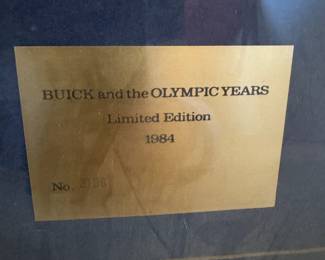 BUICK and the OLYMPIC YEARS
Limited Edition
1984
No.